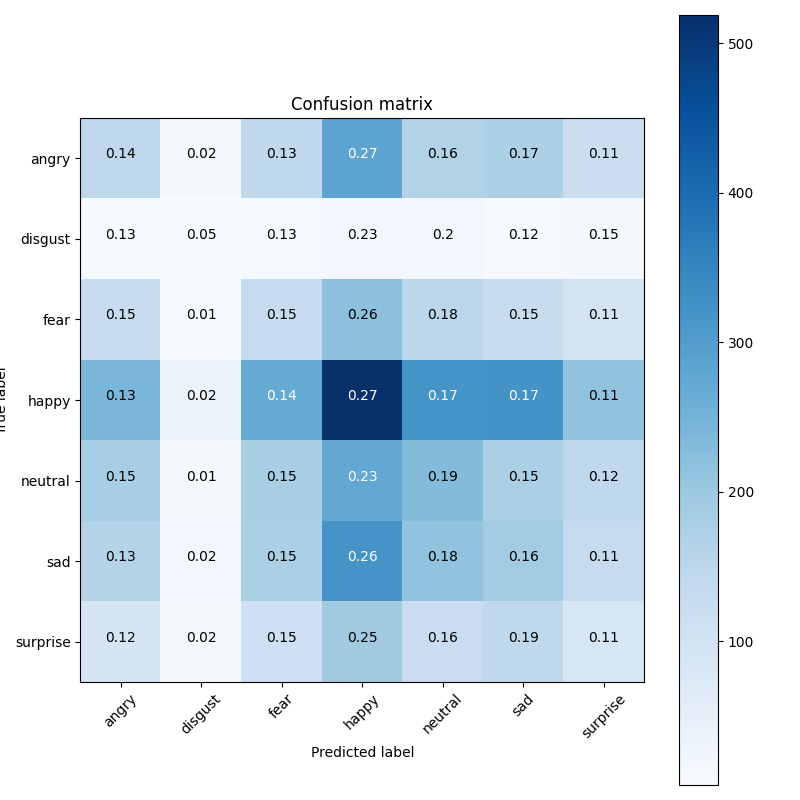 Confusion matrix
angry 0.14 0.02 0.13 0.27 0.16 0.17 0.11
disgust 0.13 0.05 0.13 0.23 0.2 0.12 0.15
fear 0.15 0.01 0.15 0.26 0.18 0.15 0.11
happy 0.13 0.02 0.14 0.27 0.17 0.17 0.11
neutral 0.15 0.01 0.15 0.23 0.19 0.15 0.12
sad 0.13 0.02 0.15 0.26 0.18 0.16 0.11
surprise 0.12 0.02 0.15 0.25 0.16 0.19 0.11
angry disgust fear happy neutral sad surprise
Predicted label
label
500
400
300
200
100